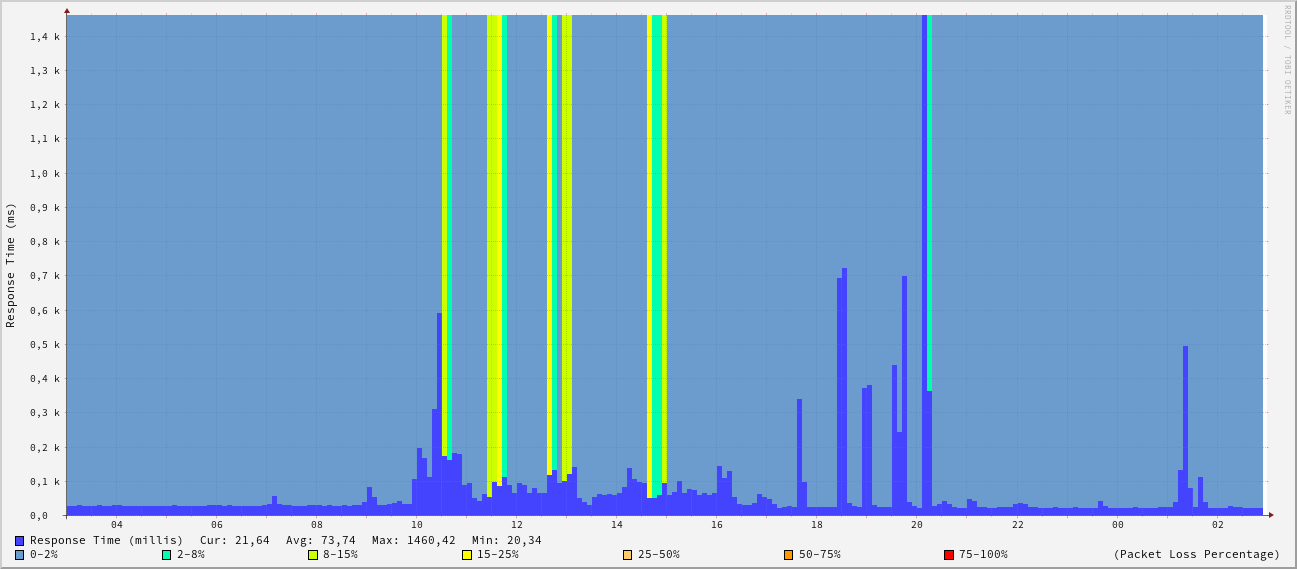 RRDTOOL / TOBI OETIKER
Response Time (ms)
1,4 k
1,3 k
1,2 k
1,1 k
1,0 k
0,9 k
0,8 k
0,7 k
0,6 k
0,5 k
0,4 k
0,3 k
0,2 k
0,1 k
0,0
04 06 08 10 12 14 16 18 20 22 00 02
Response Time (millis) Cur: 21,64 Avg: 73,74 Max: 1460,42 Min: 20,34
0-2% 2-8% 8-15% 15-25% 25-50% 50-75% 75-100% (Packet Loss Percentage)